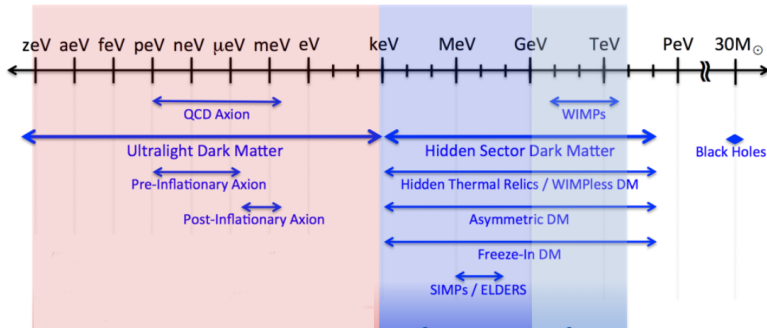 zeV aeV feV peV neV μeV meV eV keV MeV GeV TeV PeV 30M☉
QCD Axion WIMPs
Ultralight Dark Matter Hidden Sector Dark Matter Black Holes
Pre-Inflationary Axion Hidden Thermal Relics / WIMPless DM
Post-Inflationary Axion Asymmetric DM
Freeze-In DM
SIMPs / ELDERS